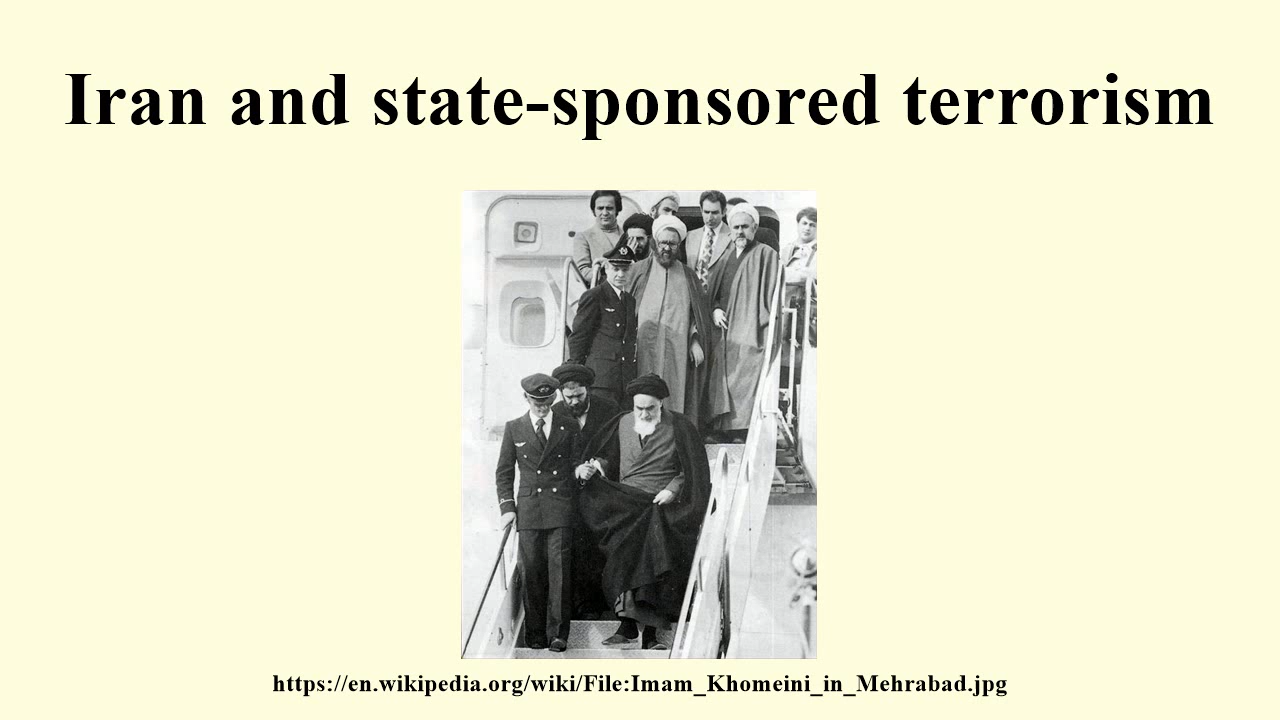 Iran and state-sponsored terrorism
https://en.wikipedia.org/wiki/File:Imam_Khomeini_in_Mehrabad.jpg